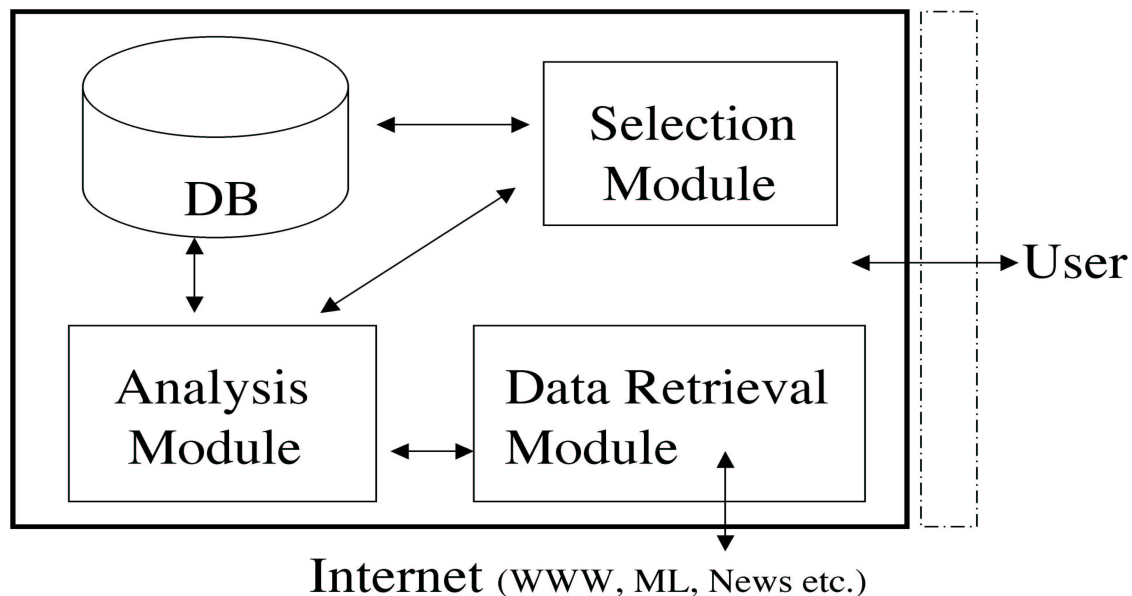 DB
Selection
Module
User
Analysis
Module
Data Retrieval
Module
Internet (WWW, ML, News etc.)